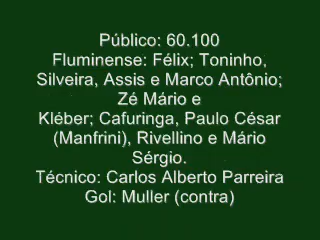 Público: 60.100
Fluminense: Félix; Toninho,
Silveira, Assis e Marco Antônio;
Zé Mário e
Kléber; Cafuringa, Paulo César
(Manfrini), Rivellino e Mário
Sérgio.
Técnico: Carlos Alberto Parreira
Gol: Muller (contra)